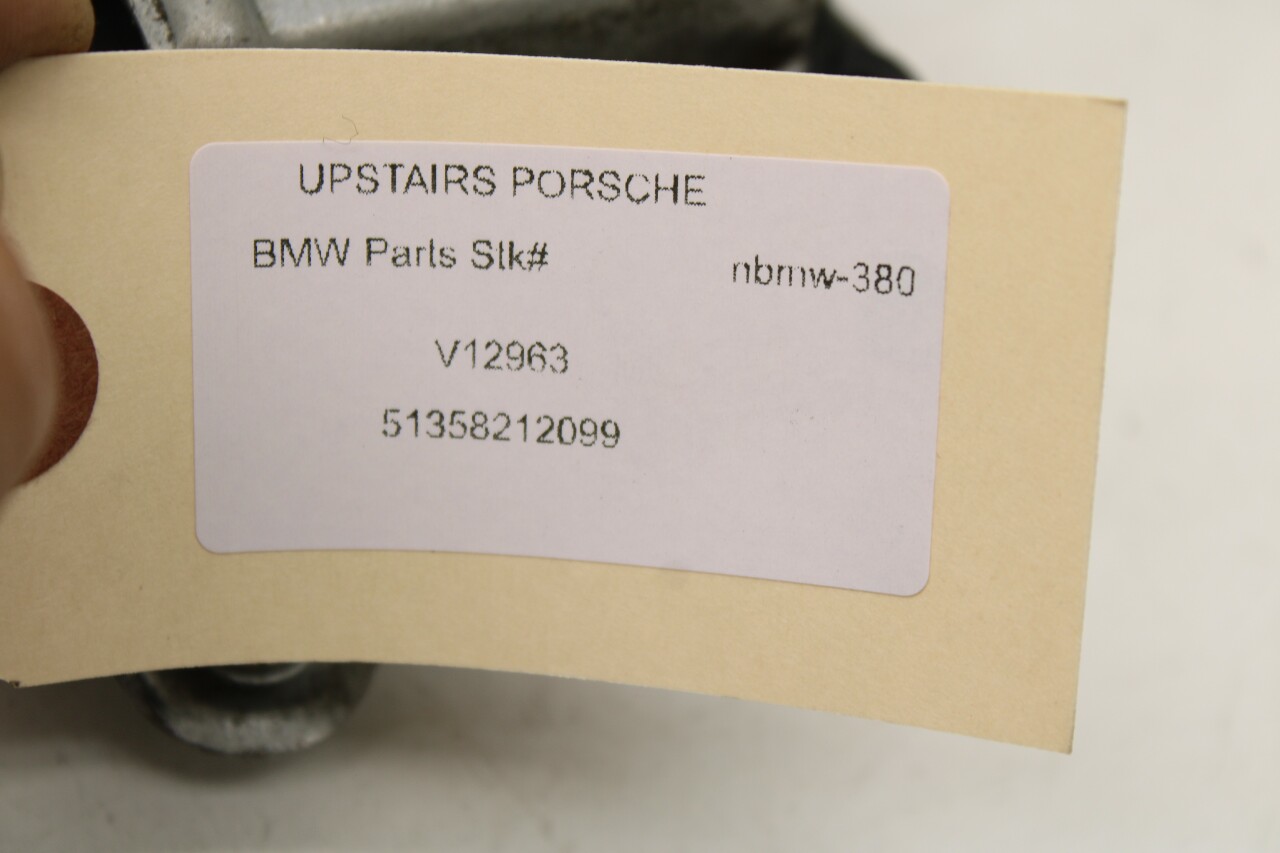 UPSTAIRS PORSCHE
BMW Parts Stk# nbmw-380
V12963
51358212099